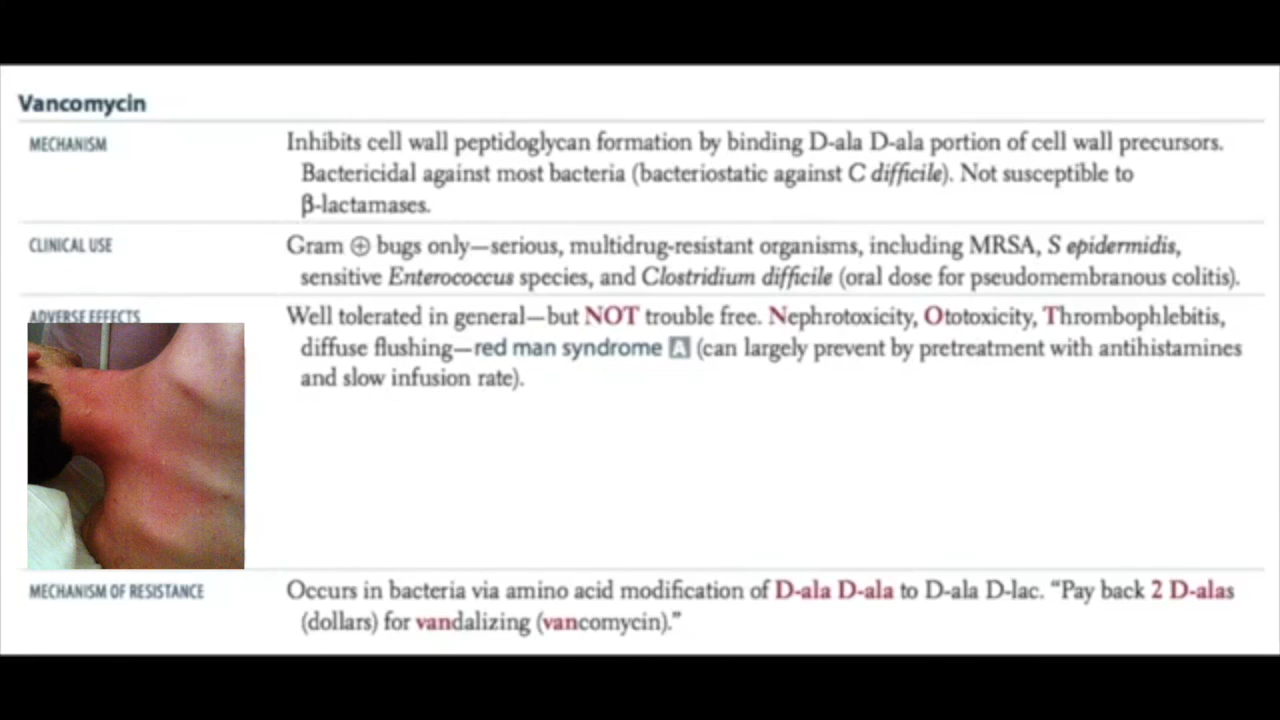 Vancomycin
MECHANISM
Inhibits cell wall peptidoglycan formation by binding D-ala D-ala portion of cell wall precursors.
Bactericidal against most bacteria (bacteriostatic against C difficile). Not susceptible to
β-lactamases.
CLINICAL USE
Gram ⊕ bugs only—serious, multidrug-resistant organisms, including MRSA, S epidermidis,
sensitive Enterococcus species, and Clostridium difficile (oral dose for pseudomembranous colitis).
ADVERSE EFFECTS
Well tolerated in general—but NOT trouble free. Nephrotoxicity, Ototoxicity, Thrombophlebitis,
diffuse flushing—red man syndrome A (can largely prevent by pretreatment with antihistamines
and slow infusion rate).
MECHANISM OF RESISTANCE
Occurs in bacteria via amino acid modification of D-ala D-ala to D-ala D-lac. “Pay back 2 D-alas
(dollars) for vandalizing (vancomycin).”